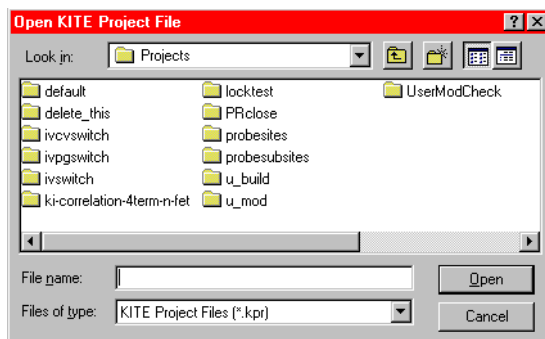 Open KITE Project File
Look in: Projects
default locktest UserModCheck
delete_this PRclose
ivcvswitch probesites
ivpgswitch probesubsites
ivswitch u_build
ki-correlation-4term-n-fet u_mod
File name: Open
Files of type: KITE Project Files (*.kpr) Cancel